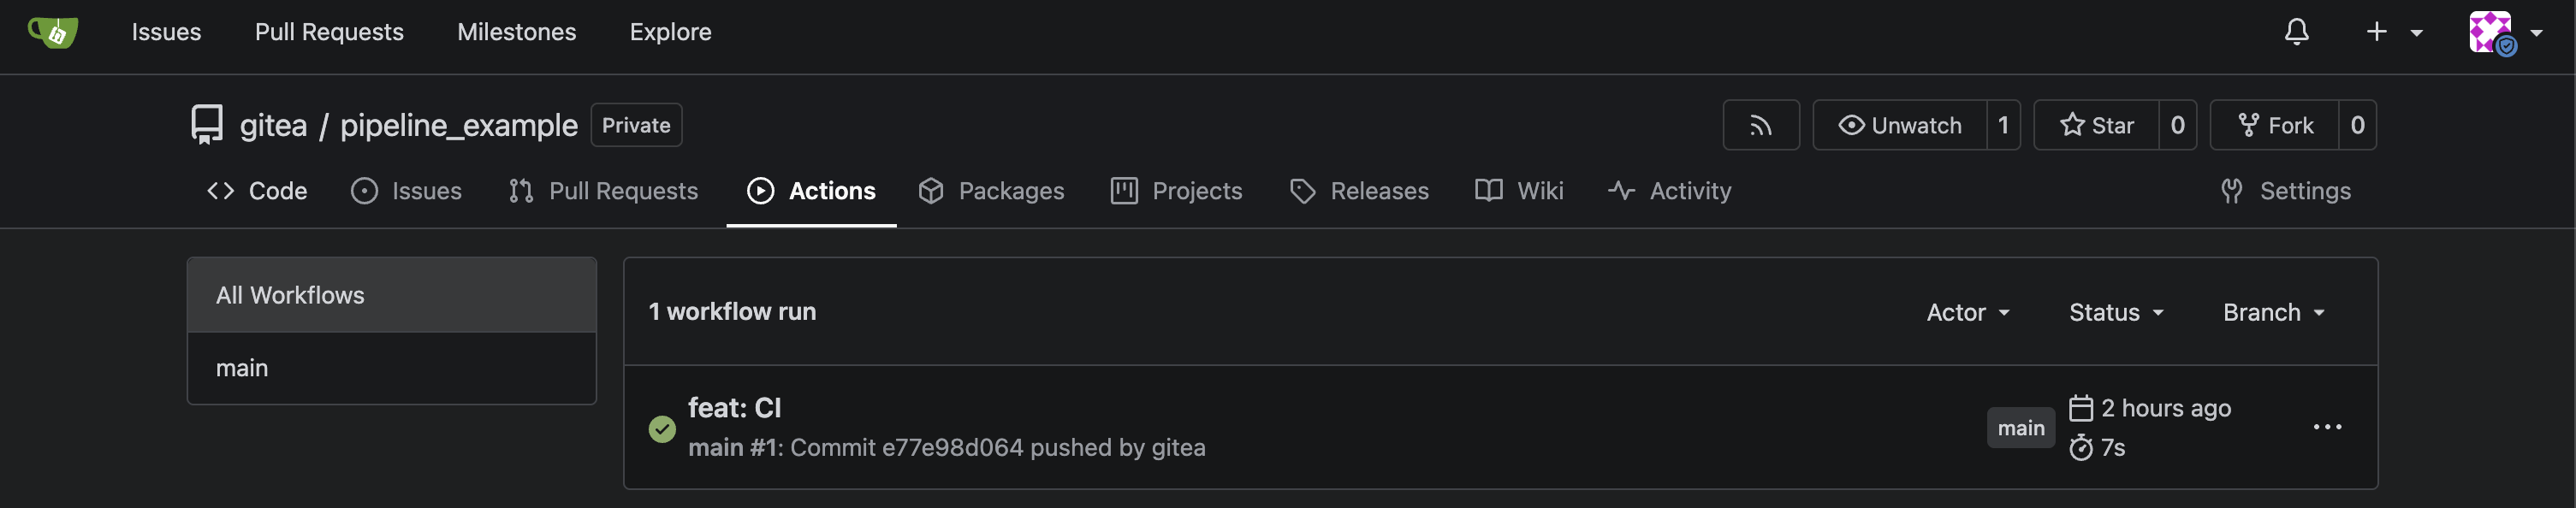 Issues Pull Requests Milestones Explore
gitea / pipeline_example Private Unwatch 1 Star 0 Fork 0
Code Issues Pull Requests Actions Packages Projects Releases Wiki Activity Settings
All Workflows
main
1 workflow run Actor Status Branch
feat: CI
main #1: Commit e77e98d064 pushed by gitea
main
2 hours ago
7s